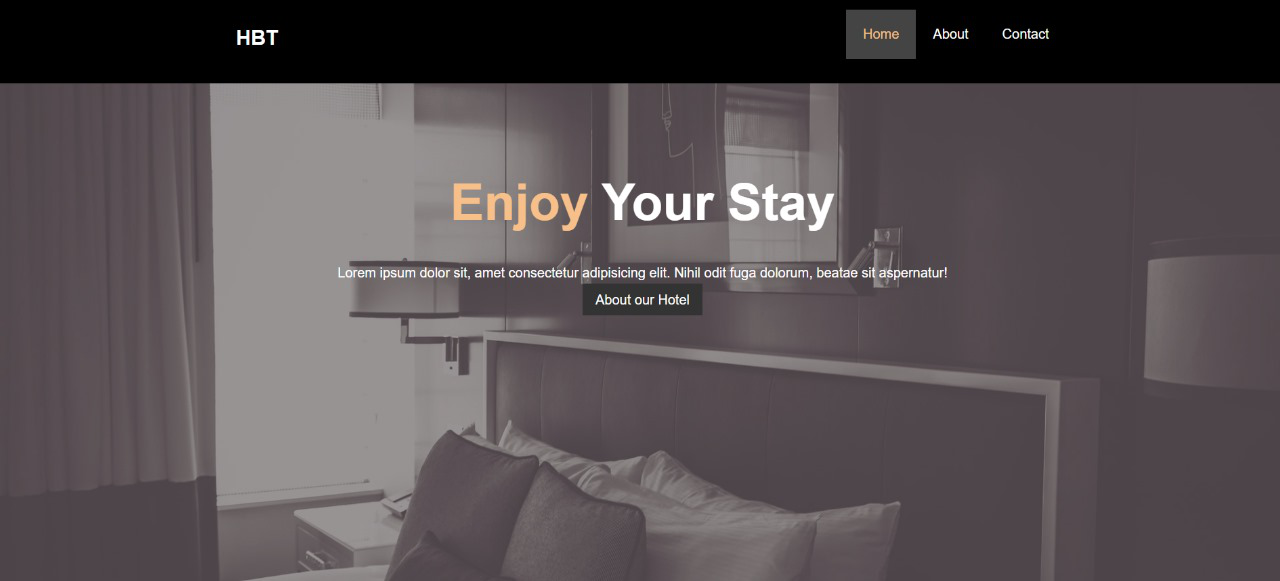 HBT
Home About Contact
Enjoy Your Stay
Lorem ipsum dolor sit, amet consectetur adipisicing elit. Nihil odit fuga dolorum, beatae sit aspernatur!
About our Hotel